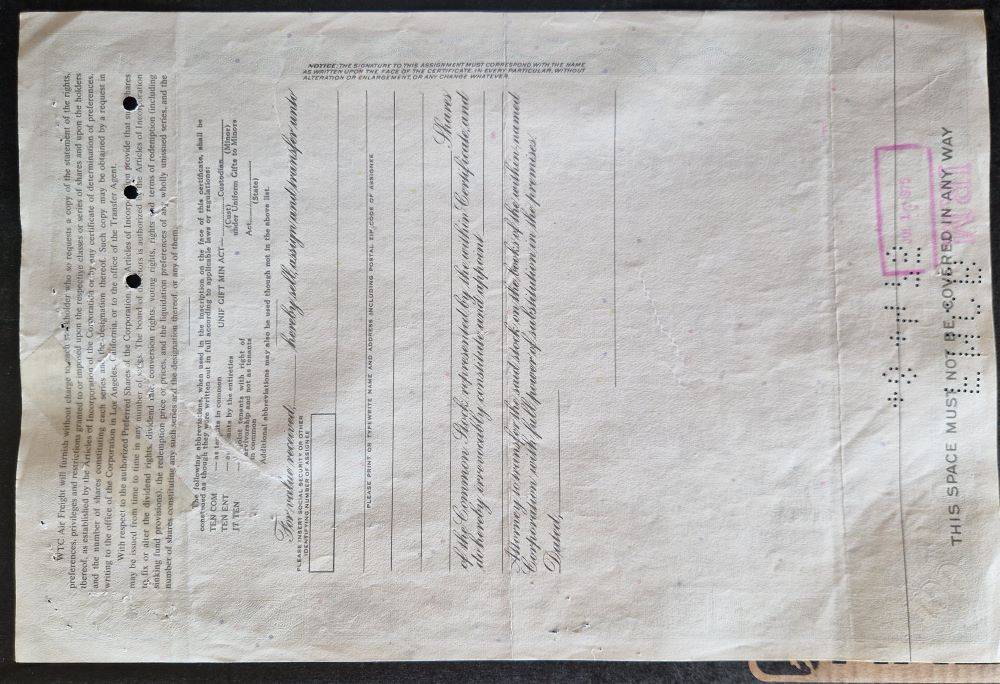 WTC Air Freight will furnish without charge to each stockholder who so requests a copy of the statement of the rights,
preferences, privileges and restrictions granted to or imposed upon the respective classes or series of shares and upon the holders
thereof, as established by the Articles of Incorporation of the Corporation or by any certificate of determination of preferences,
and the number of shares constituting each series and the designation thereof. Such copy may be obtained by a request in
writing to the office of the Corporation in Los Angeles, California, or to the office of the Transfer Agent.
With respect to the authorized Preferred Shares of the Corporation, Articles of Incorporation provide that such shares
may be issued from time to time in any number of series. The board of directors is authorized by the Articles of Incorporation
to fix or alter the dividend rights, dividend rate, conversion rights, voting rights, rights and terms of redemption (including
sinking fund provisions), the redemption price or prices, and the liquidation preferences of any wholly unissued series, and the
number of shares constituting any such series and the designation thereof, or any of them.
The following abbreviations, when used in the inscription on the face of this certificate, shall be
construed as though they were written out in full according to applicable laws or regulations:
TEN COM — as tenants in common
TEN ENT — as tenants by the entireties
JT TEN — as joint tenants with right of
survivorship and not as tenants
in common
UNIF GIFT MIN ACT— Custodian
(Cust) (Minor)
under Uniform Gifts to Minors
Act
(State)
Additional abbreviations may also be used though not in the above list.
For value received, hereby sell, assign and transfer unto
PLEASE INSERT SOCIAL SECURITY OR OTHER
IDENTIFYING NUMBER OF ASSIGNEE
PLEASE PRINT OR TYPEWRITE NAME AND ADDRESS INCLUDING POSTAL ZIP CODE OF ASSIGNEE
Shares
of the Common Stock represented by the within Certificate, and
do hereby irrevocably constitute and appoint
Attorney to transfer the said stock on the books of the within-named
Corporation with full power of substitution in the premises.
Dated,
NOTICE: THE SIGNATURE TO THIS ASSIGNMENT MUST CORRESPOND WITH THE NAME
AS WRITTEN UPON THE FACE OF THE CERTIFICATE, IN EVERY PARTICULAR, WITHOUT
ALTERATION OR ENLARGEMENT, OR ANY CHANGE WHATEVER.
THIS SPACE MUST NOT BE COVERED IN ANY WAY